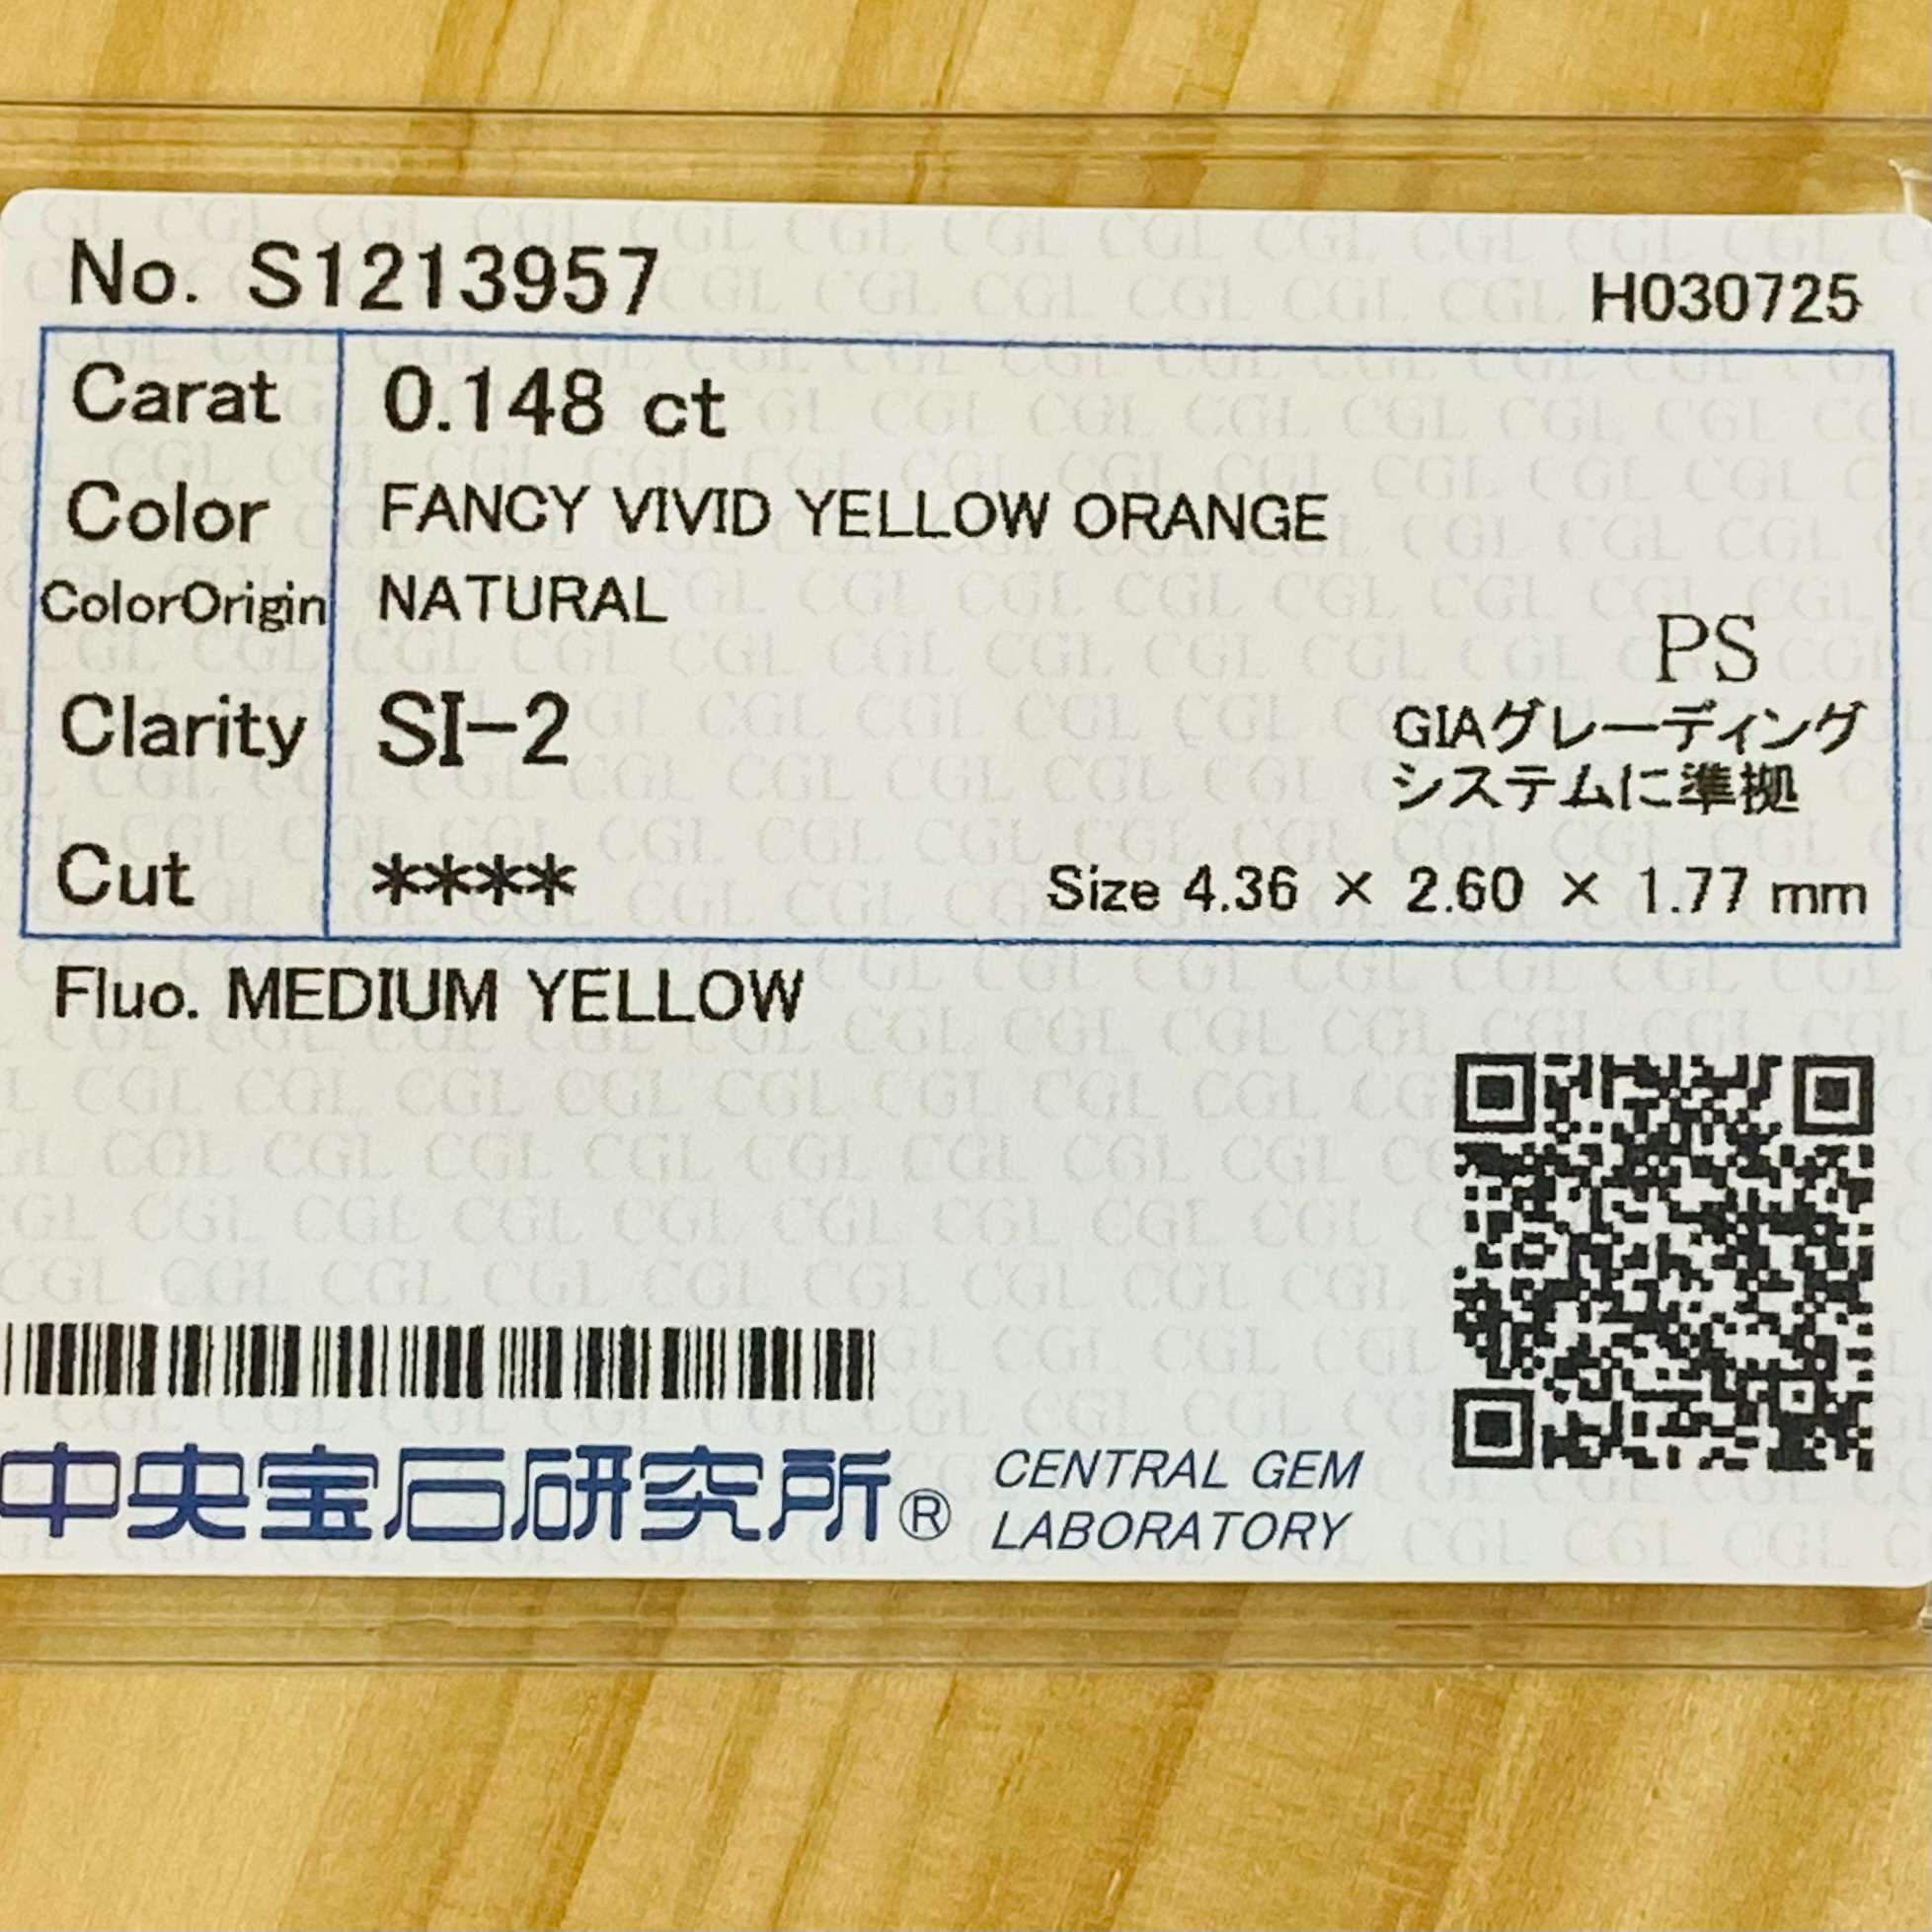 No. S1213957 H030725
Carat 0.148 ct
Color FANCY VIVID YELLOW ORANGE
ColorOrigin NATURAL
PS
Clarity SI-2 GIAグレーディング
システムに準拠
Cut **** Size 4.36 × 2.60 × 1.77 mm
Fluo. MEDIUM YELLOW
中央宝石研究所® CENTRAL GEM
LABORATORY